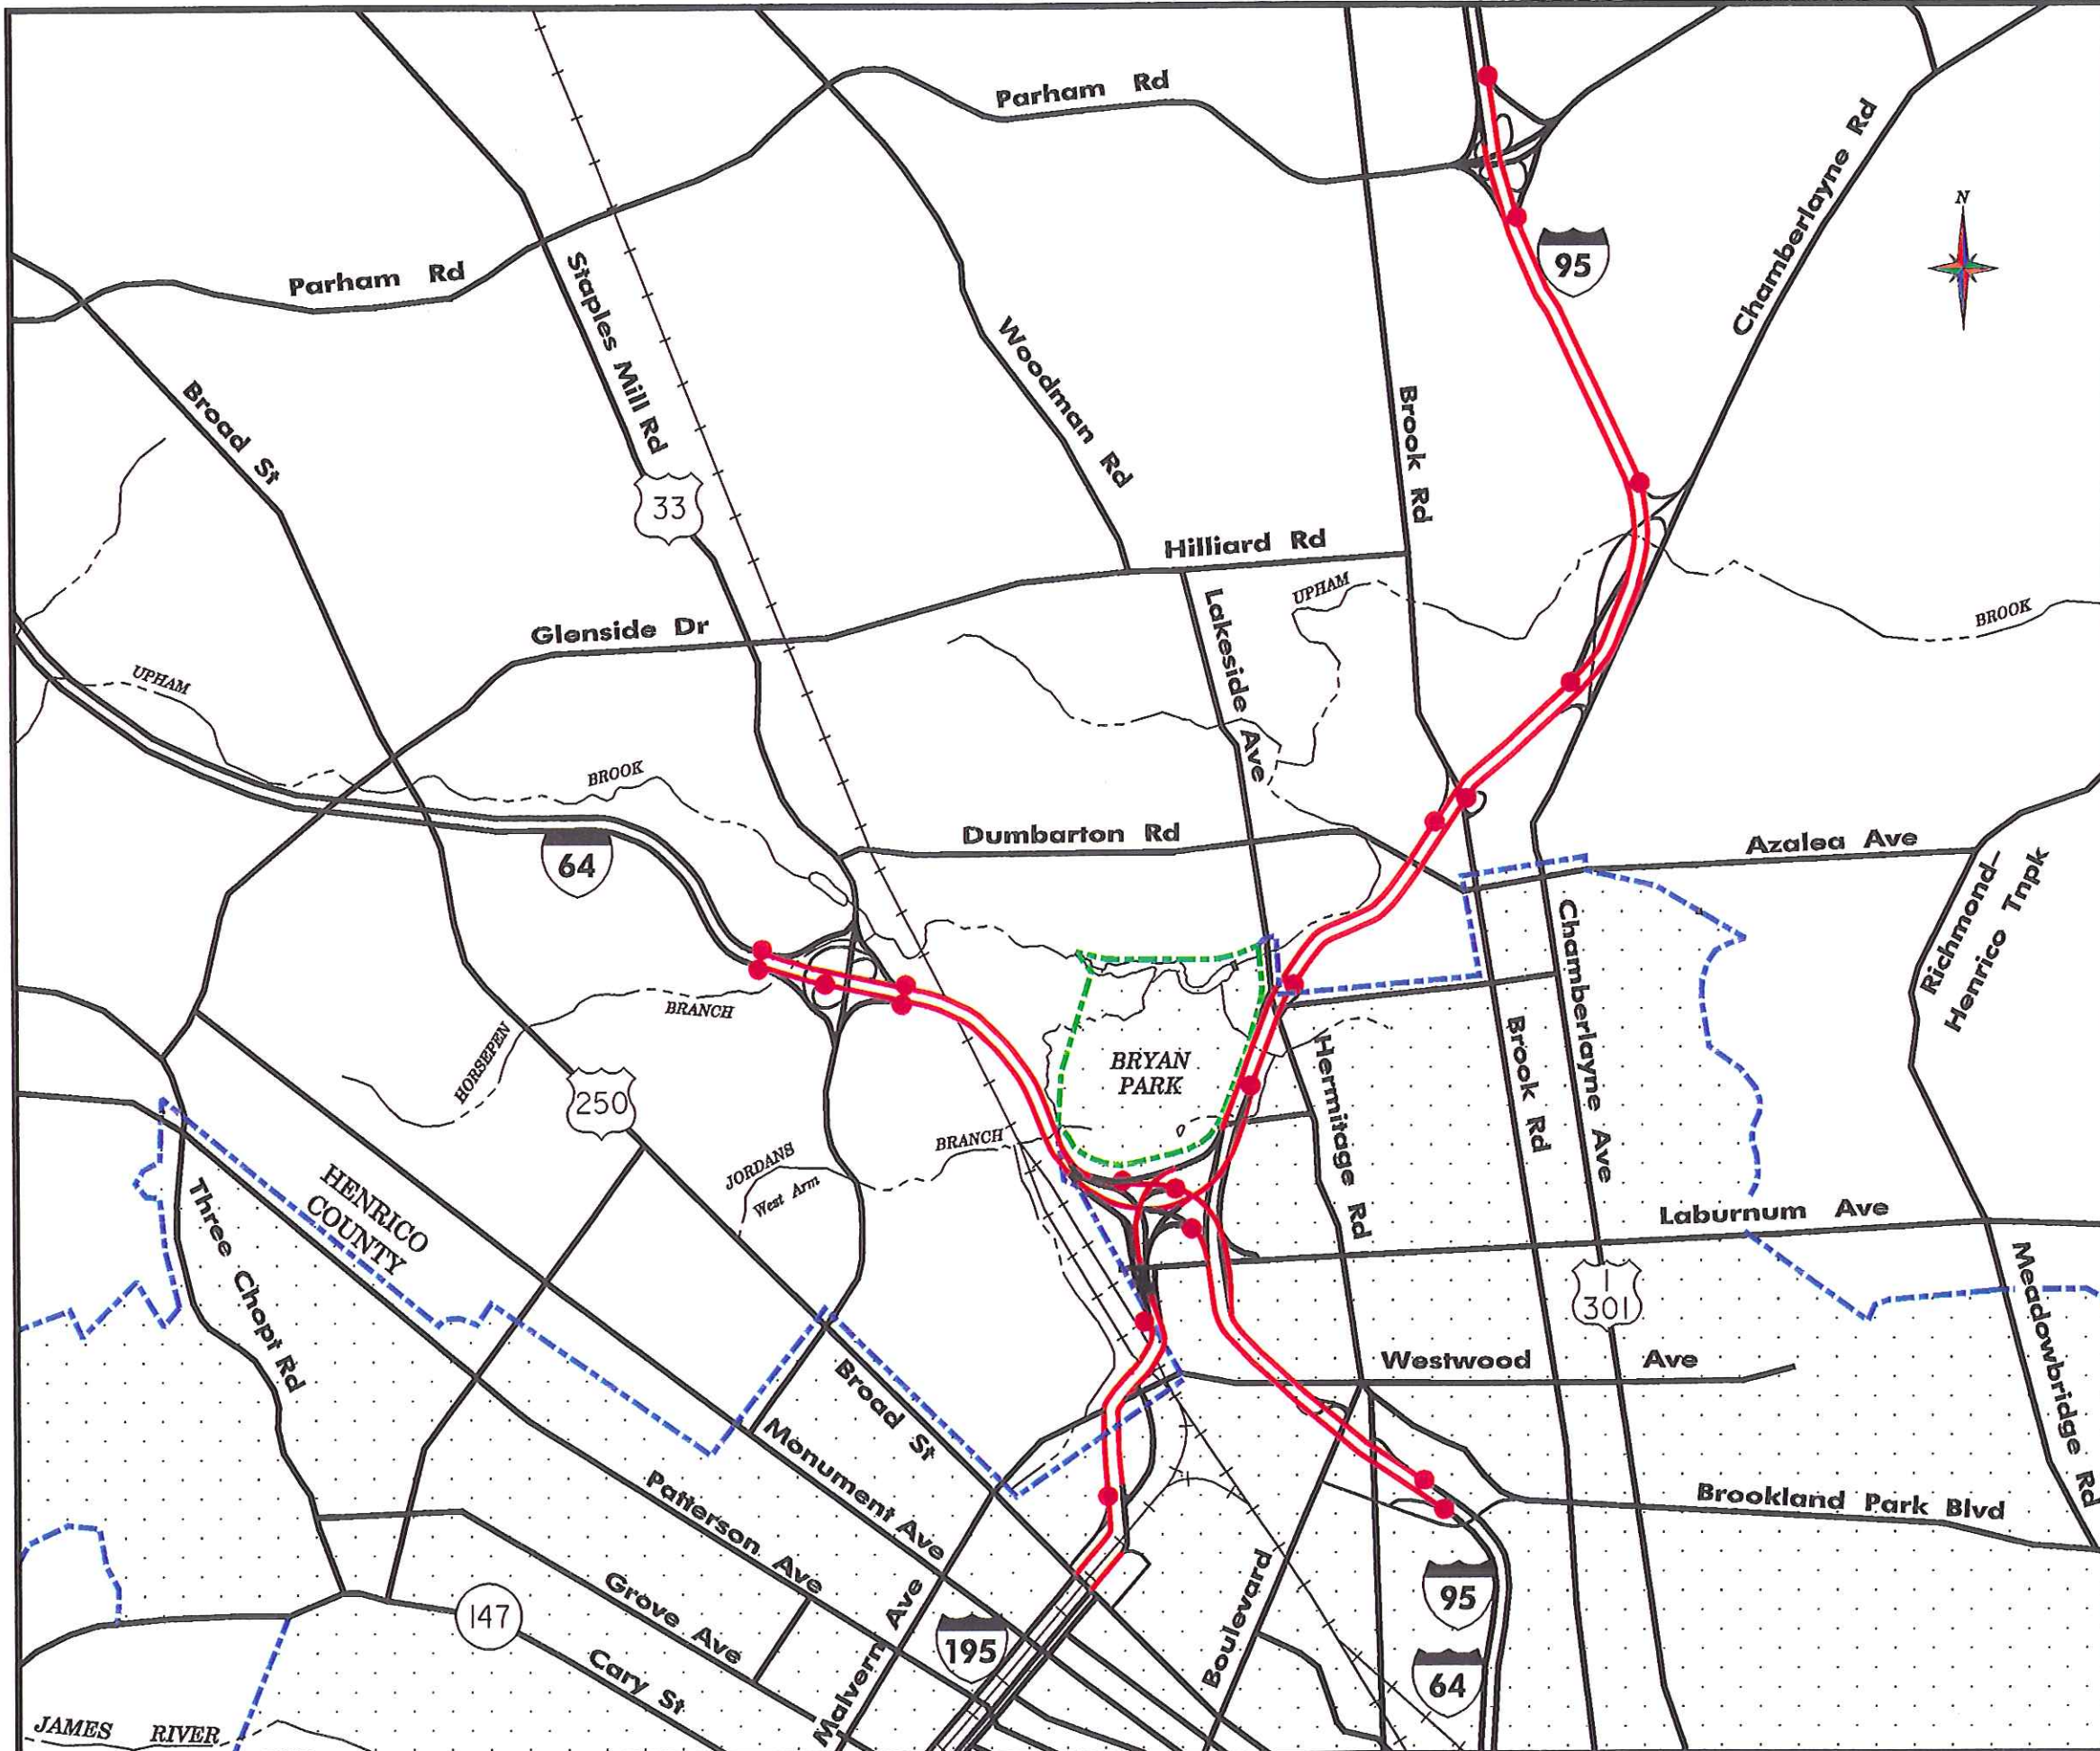 Parham Rd
N
95
Chamberlayne Rd
Parham Rd
Staples Mill Rd
Broad St
Woodman Rd
Brook Rd
33
Hilliard Rd
UPHAM
Lakeside Ave
BROOK
Glenside Dr
UPHAM
BROOK
64
Dumbarton Rd
Azalea Ave
Richmond–
Henrico Tnpk
Chamberlayne Ave
BRANCH
HORSEPEN
BRYAN
PARK
Brook Rd
Hermitage Rd
250
BRANCH
JORDANS
West Arm
HENRICO
COUNTY
Three Chopt Rd
Laburnum Ave
Meadowbridge Rd
1
301
Westwood Ave
Broad St
Monument Ave
Patterson Ave
Brookland Park Blvd
Grove Ave
Malvern Ave
Boulevard
95
147
195
Cary St
64
JAMES RIVER